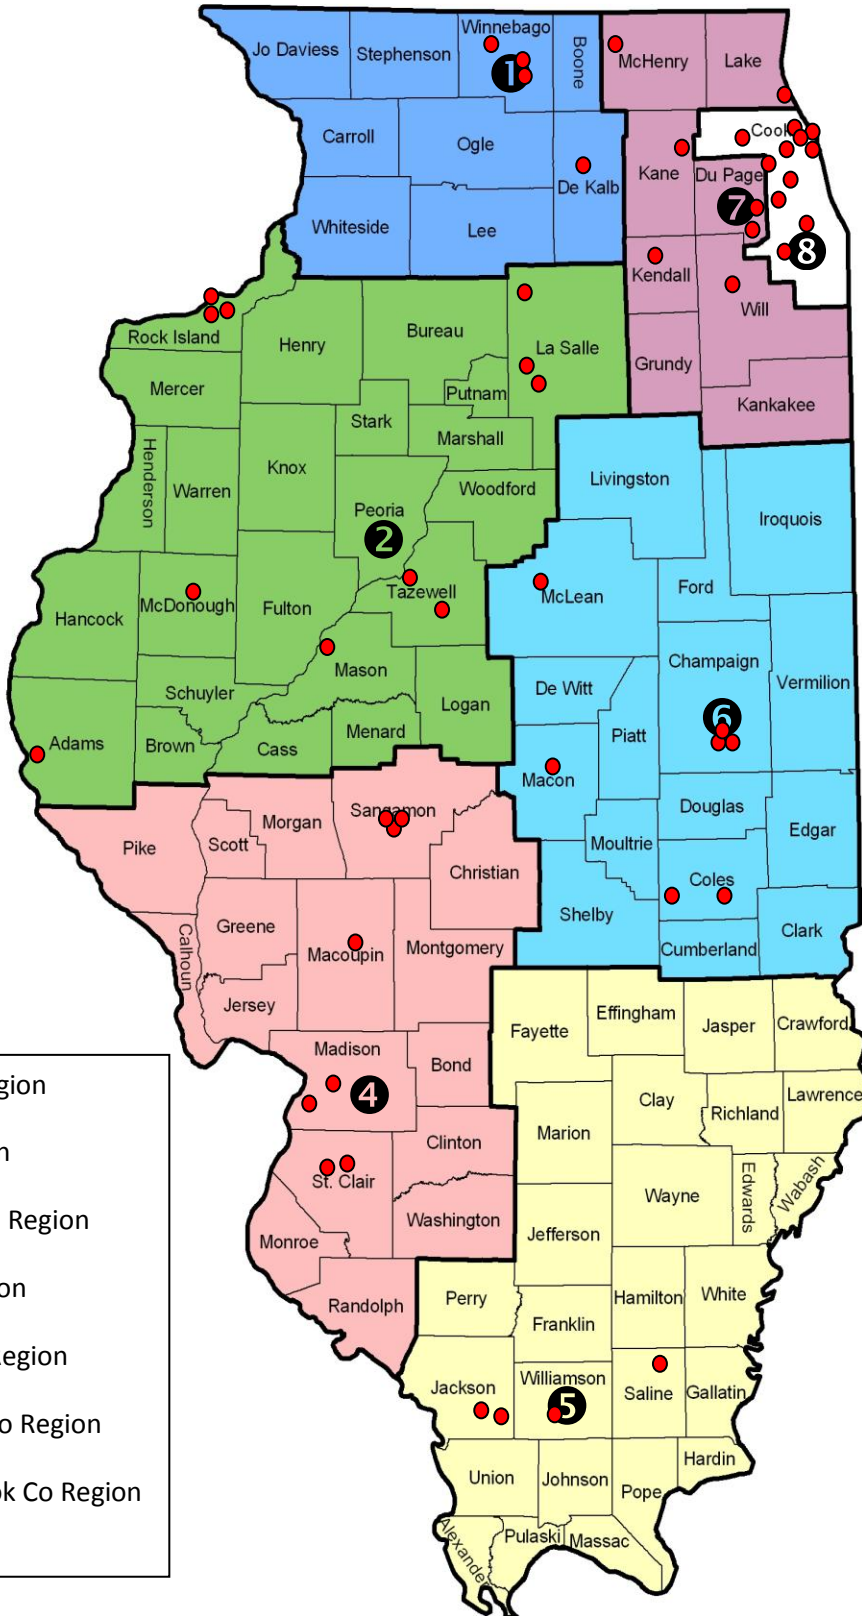 Jo Daviess
Stephenson
Winnebago
Boone
McHenry
Lake
1
Carroll
Ogle
De Kalb
Kane
Cook
Du Page
7
8
Whiteside
Lee
Kendall
Will
Grundy
Kankakee
Rock Island
Henry
Bureau
La Salle
Mercer
Putnam
Stark
Marshall
Henderson
Warren
Knox
Peoria
2
Woodford
Livingston
Iroquois
Hancock
McDonough
Fulton
Tazewell
McLean
Ford
Schuyler
Mason
Logan
De Witt
Champaign
Vermilion
6
Adams
Brown
Cass
Menard
Piatt
Macon
Pike
Scott
Morgan
Sangamon
Christian
Douglas
Moultrie
Edgar
Coles
Shelby
Cumberland
Clark
Calhoun
Greene
Macoupin
Montgomery
Jersey
Fayette
Effingham
Jasper
Crawford
Madison
Bond
4
Clay
Richland
Lawrence
Marion
Clinton
St. Clair
Wayne
Edwards
Wabash
Washington
Jefferson
Monroe
Randolph
Perry
Hamilton
White
Franklin
Jackson
Williamson
5
Saline
Gallatin
Union
Johnson
Pope
Hardin
Alexander
Pulaski
Massac
gion
n
Region
on
Region
o Region
ok Co Region